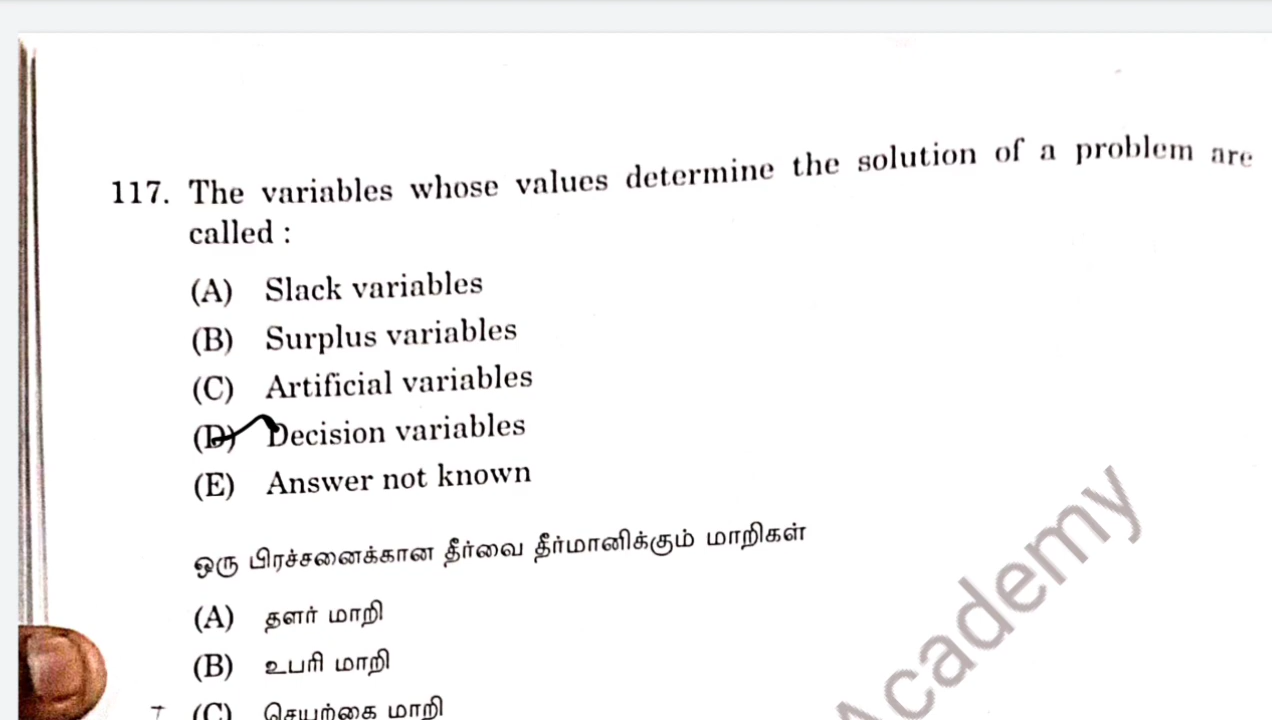 117. The variables whose values determine the solution of a problem are
called :
(A) Slack variables
(B) Surplus variables
(C) Artificial variables
(D) Decision variables
(E) Answer not known
ஒரு பிரச்சனைக்கான தீர்வை தீர்மானிக்கும் மாறிகள்
(A) தளர் மாறி
(B) உபரி மாறி
(C) செயற்கை மாறி
Academy